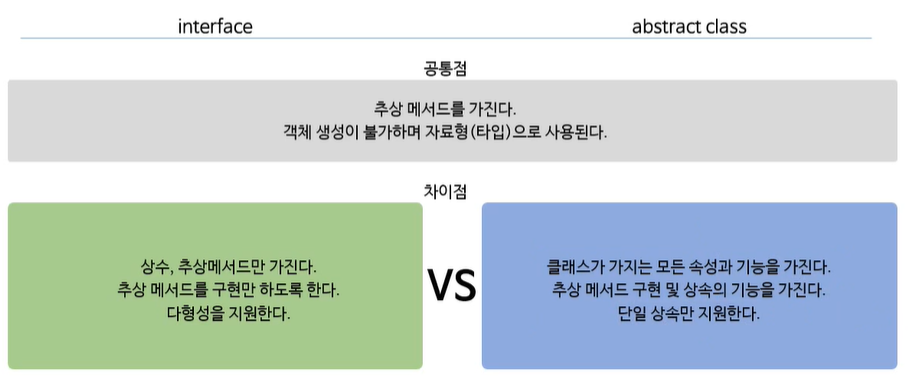 interface
abstract class
공통점
추상 메서드를 가진다.
객체 생성이 불가하며 자료형(타입)으로 사용된다.
차이점
상수, 추상메서드만 가진다.
추상 메서드를 구현만 하도록 한다.
다형성을 지원한다.
VS
클래스가 가지는 모든 속성과 기능을 가진다.
추상 메서드 구현 및 상속의 기능을 가진다.
단일 상속만 지원한다.